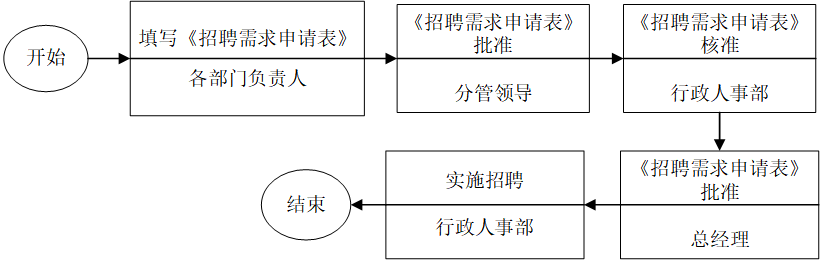 开始
填写《招聘需求申请表》
各部门负责人
《招聘需求申请表》
批准
分管领导
《招聘需求申请表》
核准
行政人事部
《招聘需求申请表》
批准
总经理
实施招聘
行政人事部
结束